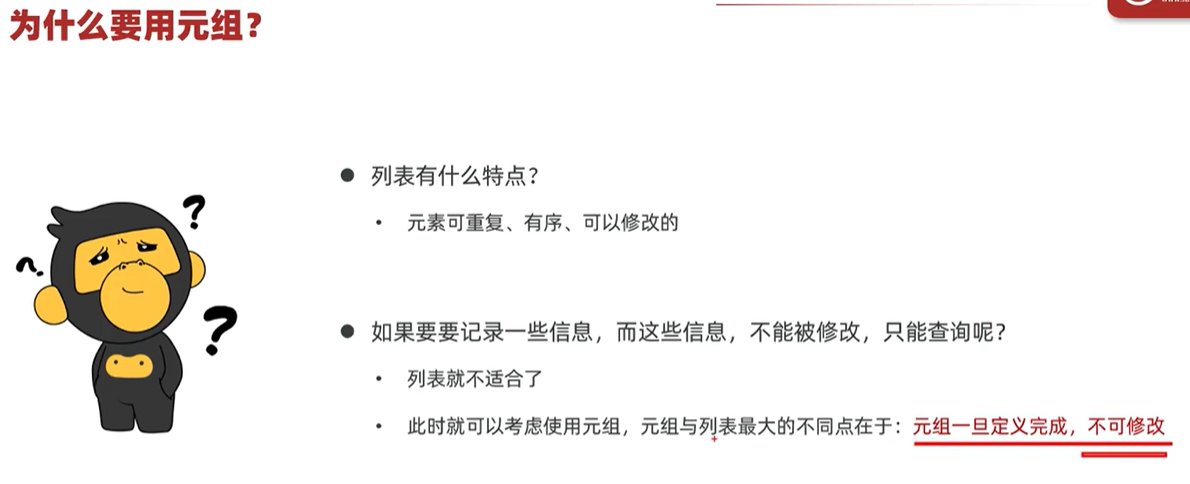 为什么要用元组？
列表有什么特点？
元素可重复、有序、可以修改的
如果要要记录一些信息，而这些信息，不能被修改，只能查询呢？
列表就不适合了
此时就可以考虑使用元组，元组与列表最大的不同点在于：元组一旦定义完成，不可修改